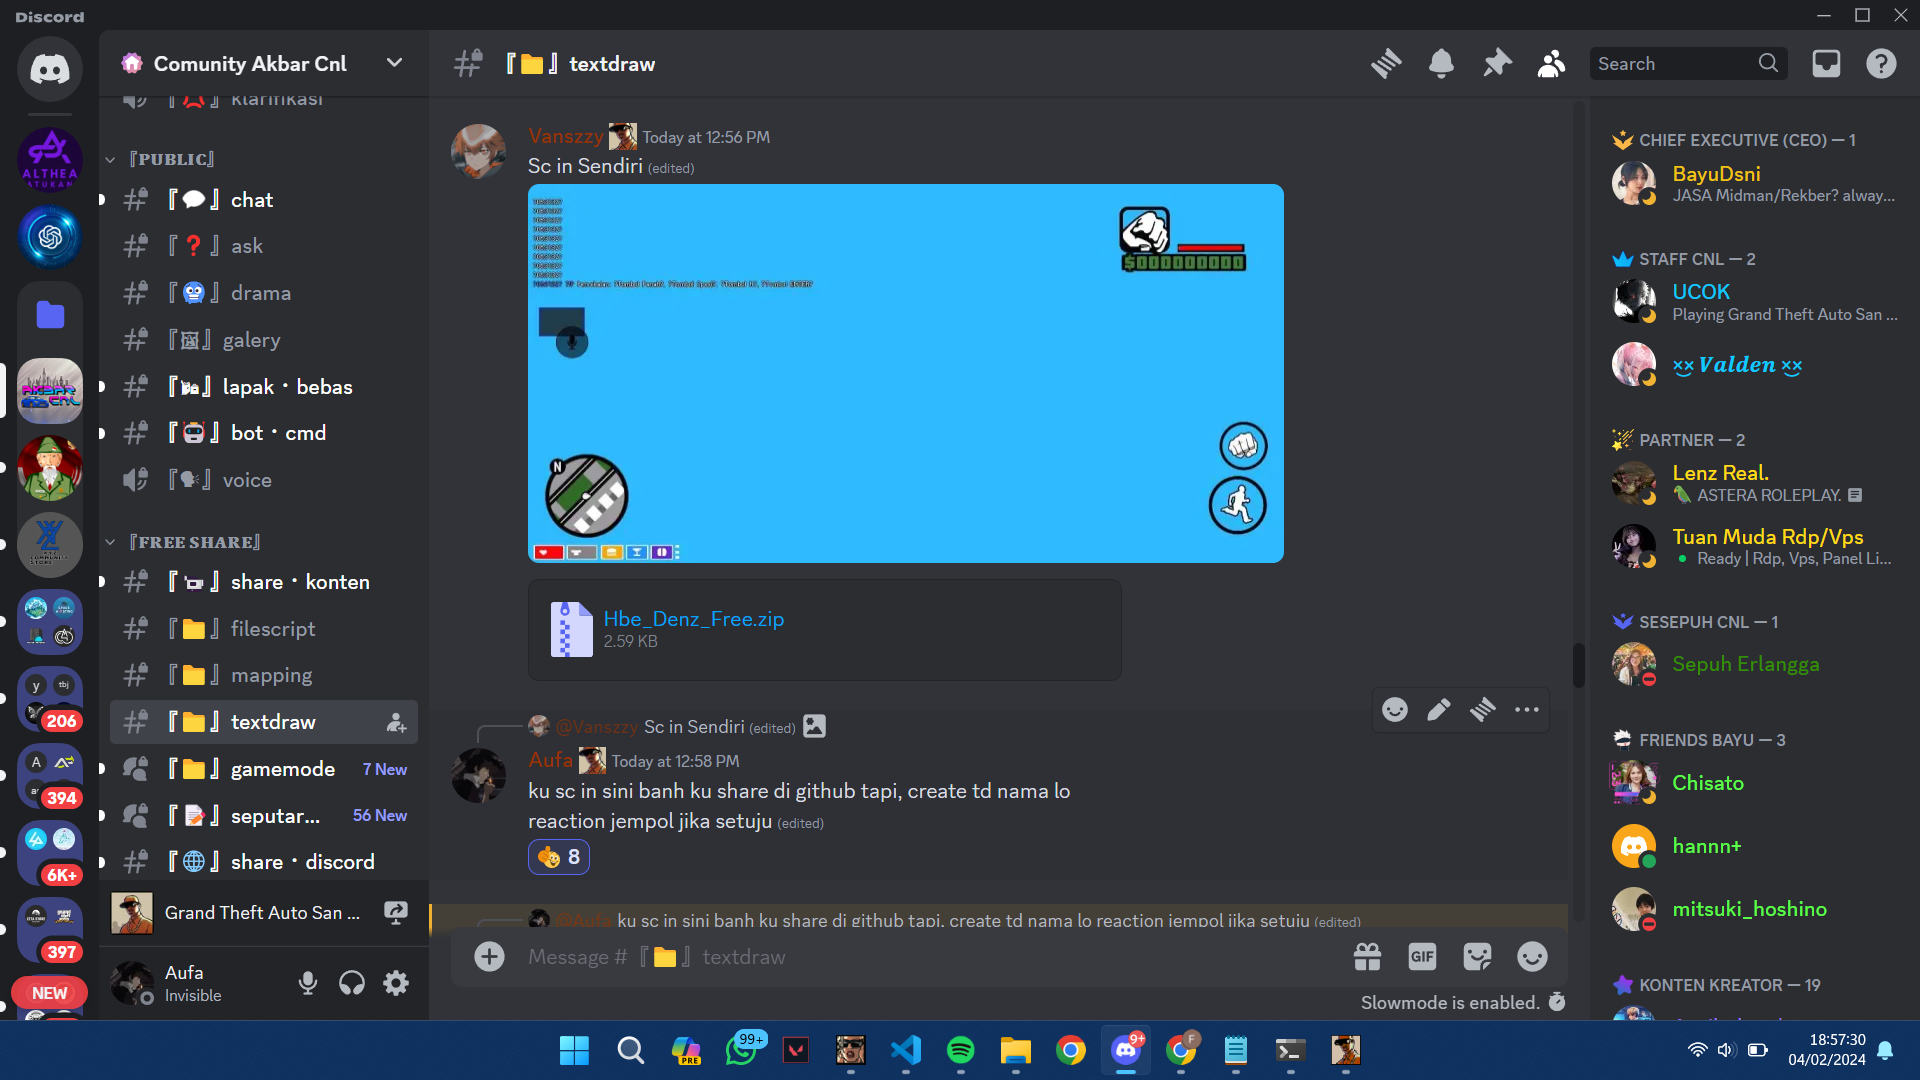 Discord
Comunity Akbar Cnl
『📁』 textdraw
Search
klarifikasi
『PUBLIC』
『💬』 chat
『❓』 ask
『🥶』 drama
『🖼』 galery
『🏪』 lapak・bebas
『🤖』 bot・cmd
『🗣』 voice
『FREE SHARE』
『📹』 share・konten
『📁』 filescript
『📁』 mapping
『📁』 textdraw
『📁』 gamemode 7 New
『📝』 seputar... 56 New
『🌐』 share・discord
Grand Theft Auto San ...
Aufa
Invisible
ALTHEA
AKBAR
CNL
y tbj
206
A
394
6K+
397
NEW
Vanszzy Today at 12:56 PM
Sc in Sendiri (edited)
N
Hbe_Denz_Free.zip
2.59 KB
@Vanszzy Sc in Sendiri (edited)
Aufa Today at 12:58 PM
ku sc in sini banh ku share di github tapi, create td nama lo
reaction jempol jika setuju (edited)
8
@Aufa ku sc in sini banh ku share di github tapi, create td nama lo reaction jempol jika setuju (edited)
Message # 『📁』 textdraw
GIF
Slowmode is enabled.
CHIEF EXECUTIVE (CEO) — 1
BayuDsni
JASA Midman/Rekber? alway...
STAFF CNL — 2
UCOK
Playing Grand Theft Auto San ...
Valden
PARTNER — 2
Lenz Real.
ASTERA ROLEPLAY.
Tuan Muda Rdp/Vps
Ready | Rdp, Vps, Panel Li...
SESEPUH CNL — 1
Sepuh Erlangga
FRIENDS BAYU — 3
Chisato
hannn+
mitsuki_hoshino
KONTEN KREATOR — 19
PRE
99+
9+
F
18:57:30
04/02/2024